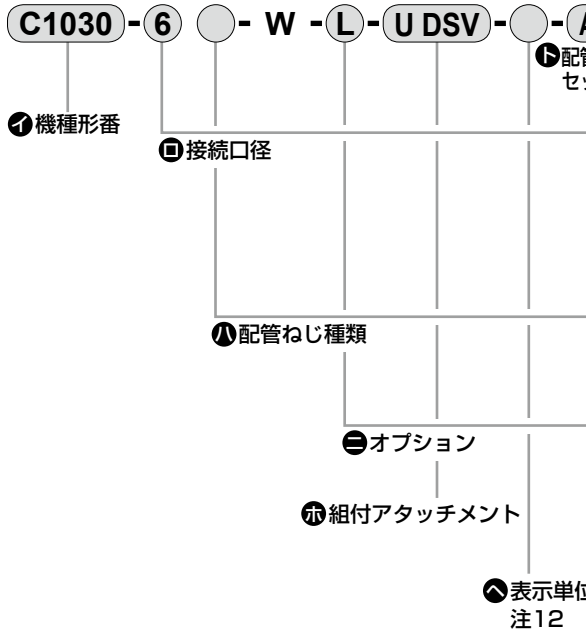 C1030 - 6 - W - L - U DSV - - A
ト配管
セッ
イ機種形番
ロ接続口径
ハ配管ねじ種類
ニオプション
ホ組付アタッチメント
ヘ表示単位
注12